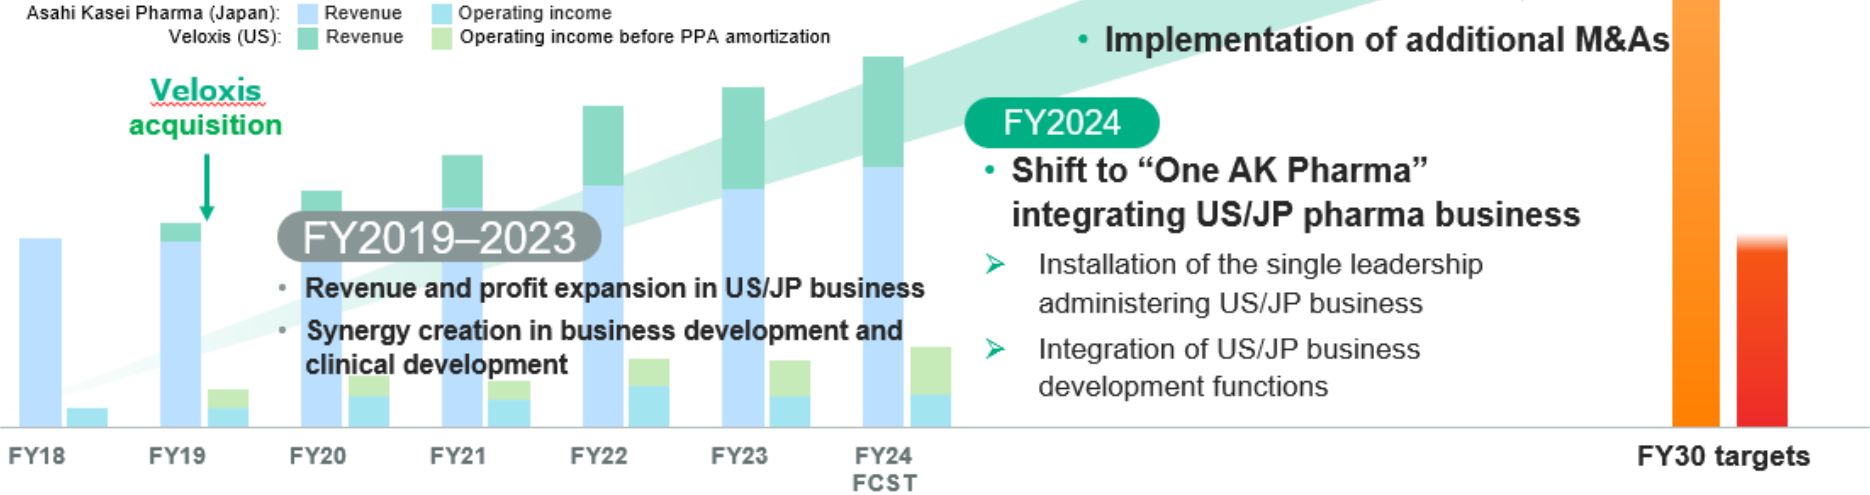 Asahi Kasei Pharma (Japan): Revenue Operating income
Veloxis (US): Revenue Operating income before PPA amortization
Veloxis
acquisition
FY2019–2023
• Revenue and profit expansion in US/JP business
• Synergy creation in business development and
clinical development
• Implementation of additional M&As
FY2024
• Shift to “One AK Pharma”
integrating US/JP pharma business
➢ Installation of the single leadership
administering US/JP business
➢ Integration of US/JP business
development functions
FY18 FY19 FY20 FY21 FY22 FY23 FY24 FY30 targets
FCST